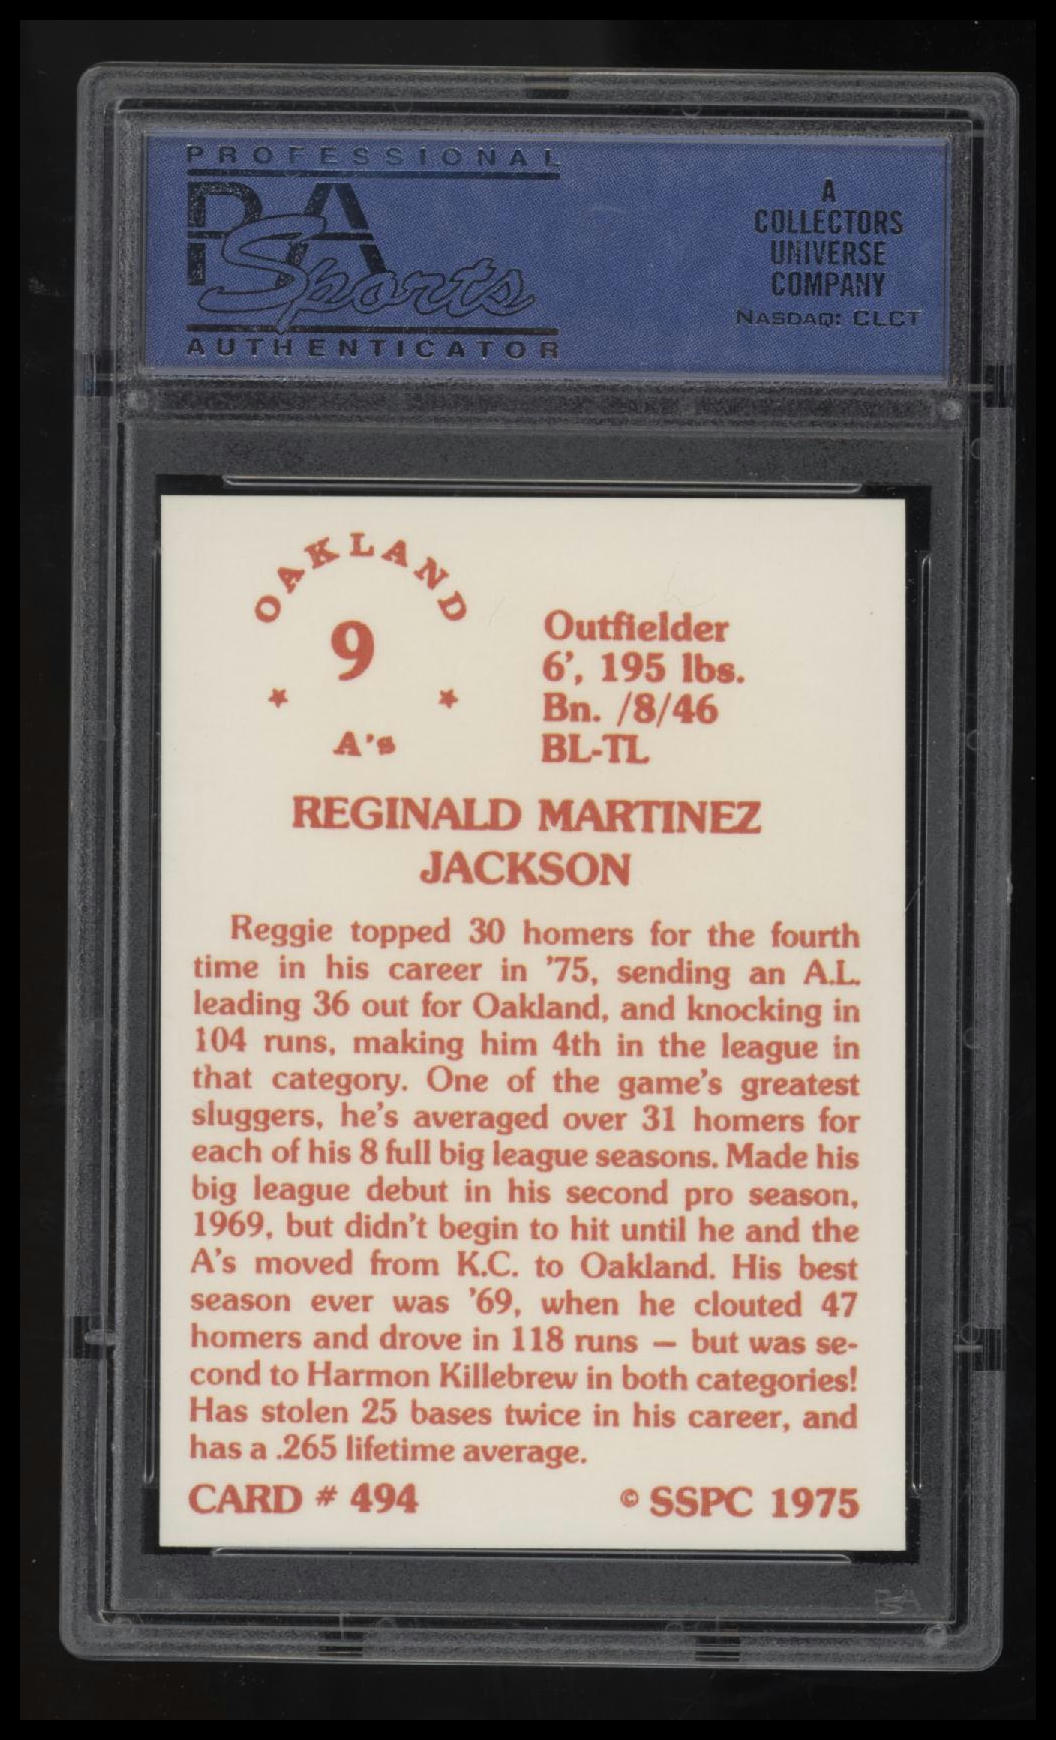 PROFESSIONAL
PSA
Sports
AUTHENTICATOR
A
COLLECTORS
UNIVERSE
COMPANY
NASDAQ: CLCT
OAKLAND
9
A's
Outfielder
6', 195 lbs.
Bn. /8/46
BL-TL
REGINALD MARTINEZ
JACKSON
Reggie topped 30 homers for the fourth
time in his career in '75, sending an A.L.
leading 36 out for Oakland, and knocking in
104 runs, making him 4th in the league in
that category. One of the game's greatest
sluggers, he's averaged over 31 homers for
each of his 8 full big league seasons. Made his
big league debut in his second pro season,
1969, but didn't begin to hit until he and the
A's moved from K.C. to Oakland. His best
season ever was '69, when he clouted 47
homers and drove in 118 runs — but was se-
cond to Harmon Killebrew in both categories!
Has stolen 25 bases twice in his career, and
has a .265 lifetime average.
CARD # 494
© SSPC 1975
PSA